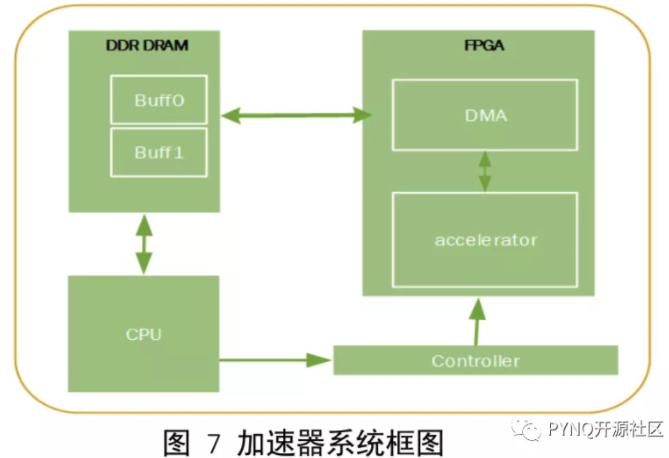 DDR DRAM
FPGA
Buff0
Buff1
DMA
accelerator
CPU
Controller
图 7 加速器系统框图
PYNQ开源社区